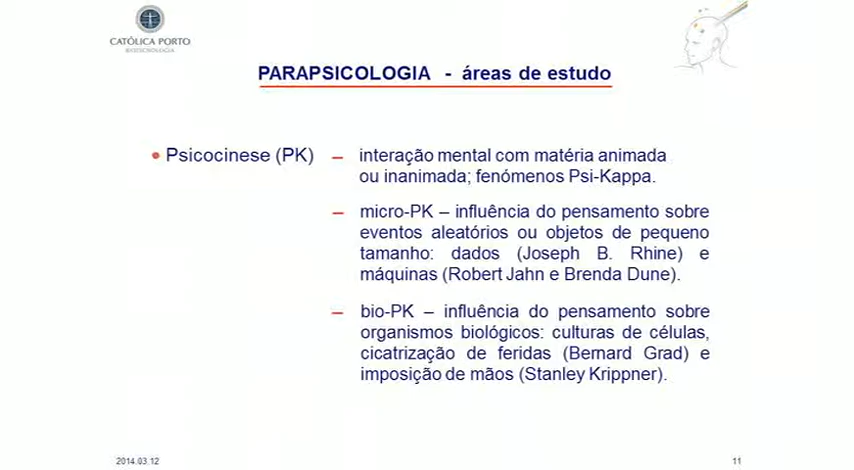 CATÓLICA PORTO
BIOTECNOLOGIA
PARAPSICOLOGIA - áreas de estudo
• Psicocinese (PK) – interação mental com matéria animada
ou inanimada; fenómenos Psi-Kappa.
– micro-PK – influência do pensamento sobre
eventos aleatórios ou objetos de pequeno
tamanho: dados (Joseph B. Rhine) e
máquinas (Robert Jahn e Brenda Dune).
– bio-PK – influência do pensamento sobre
organismos biológicos: culturas de células,
cicatrização de feridas (Bernard Grad) e
imposição de mãos (Stanley Krippner).
2014.03.12
11